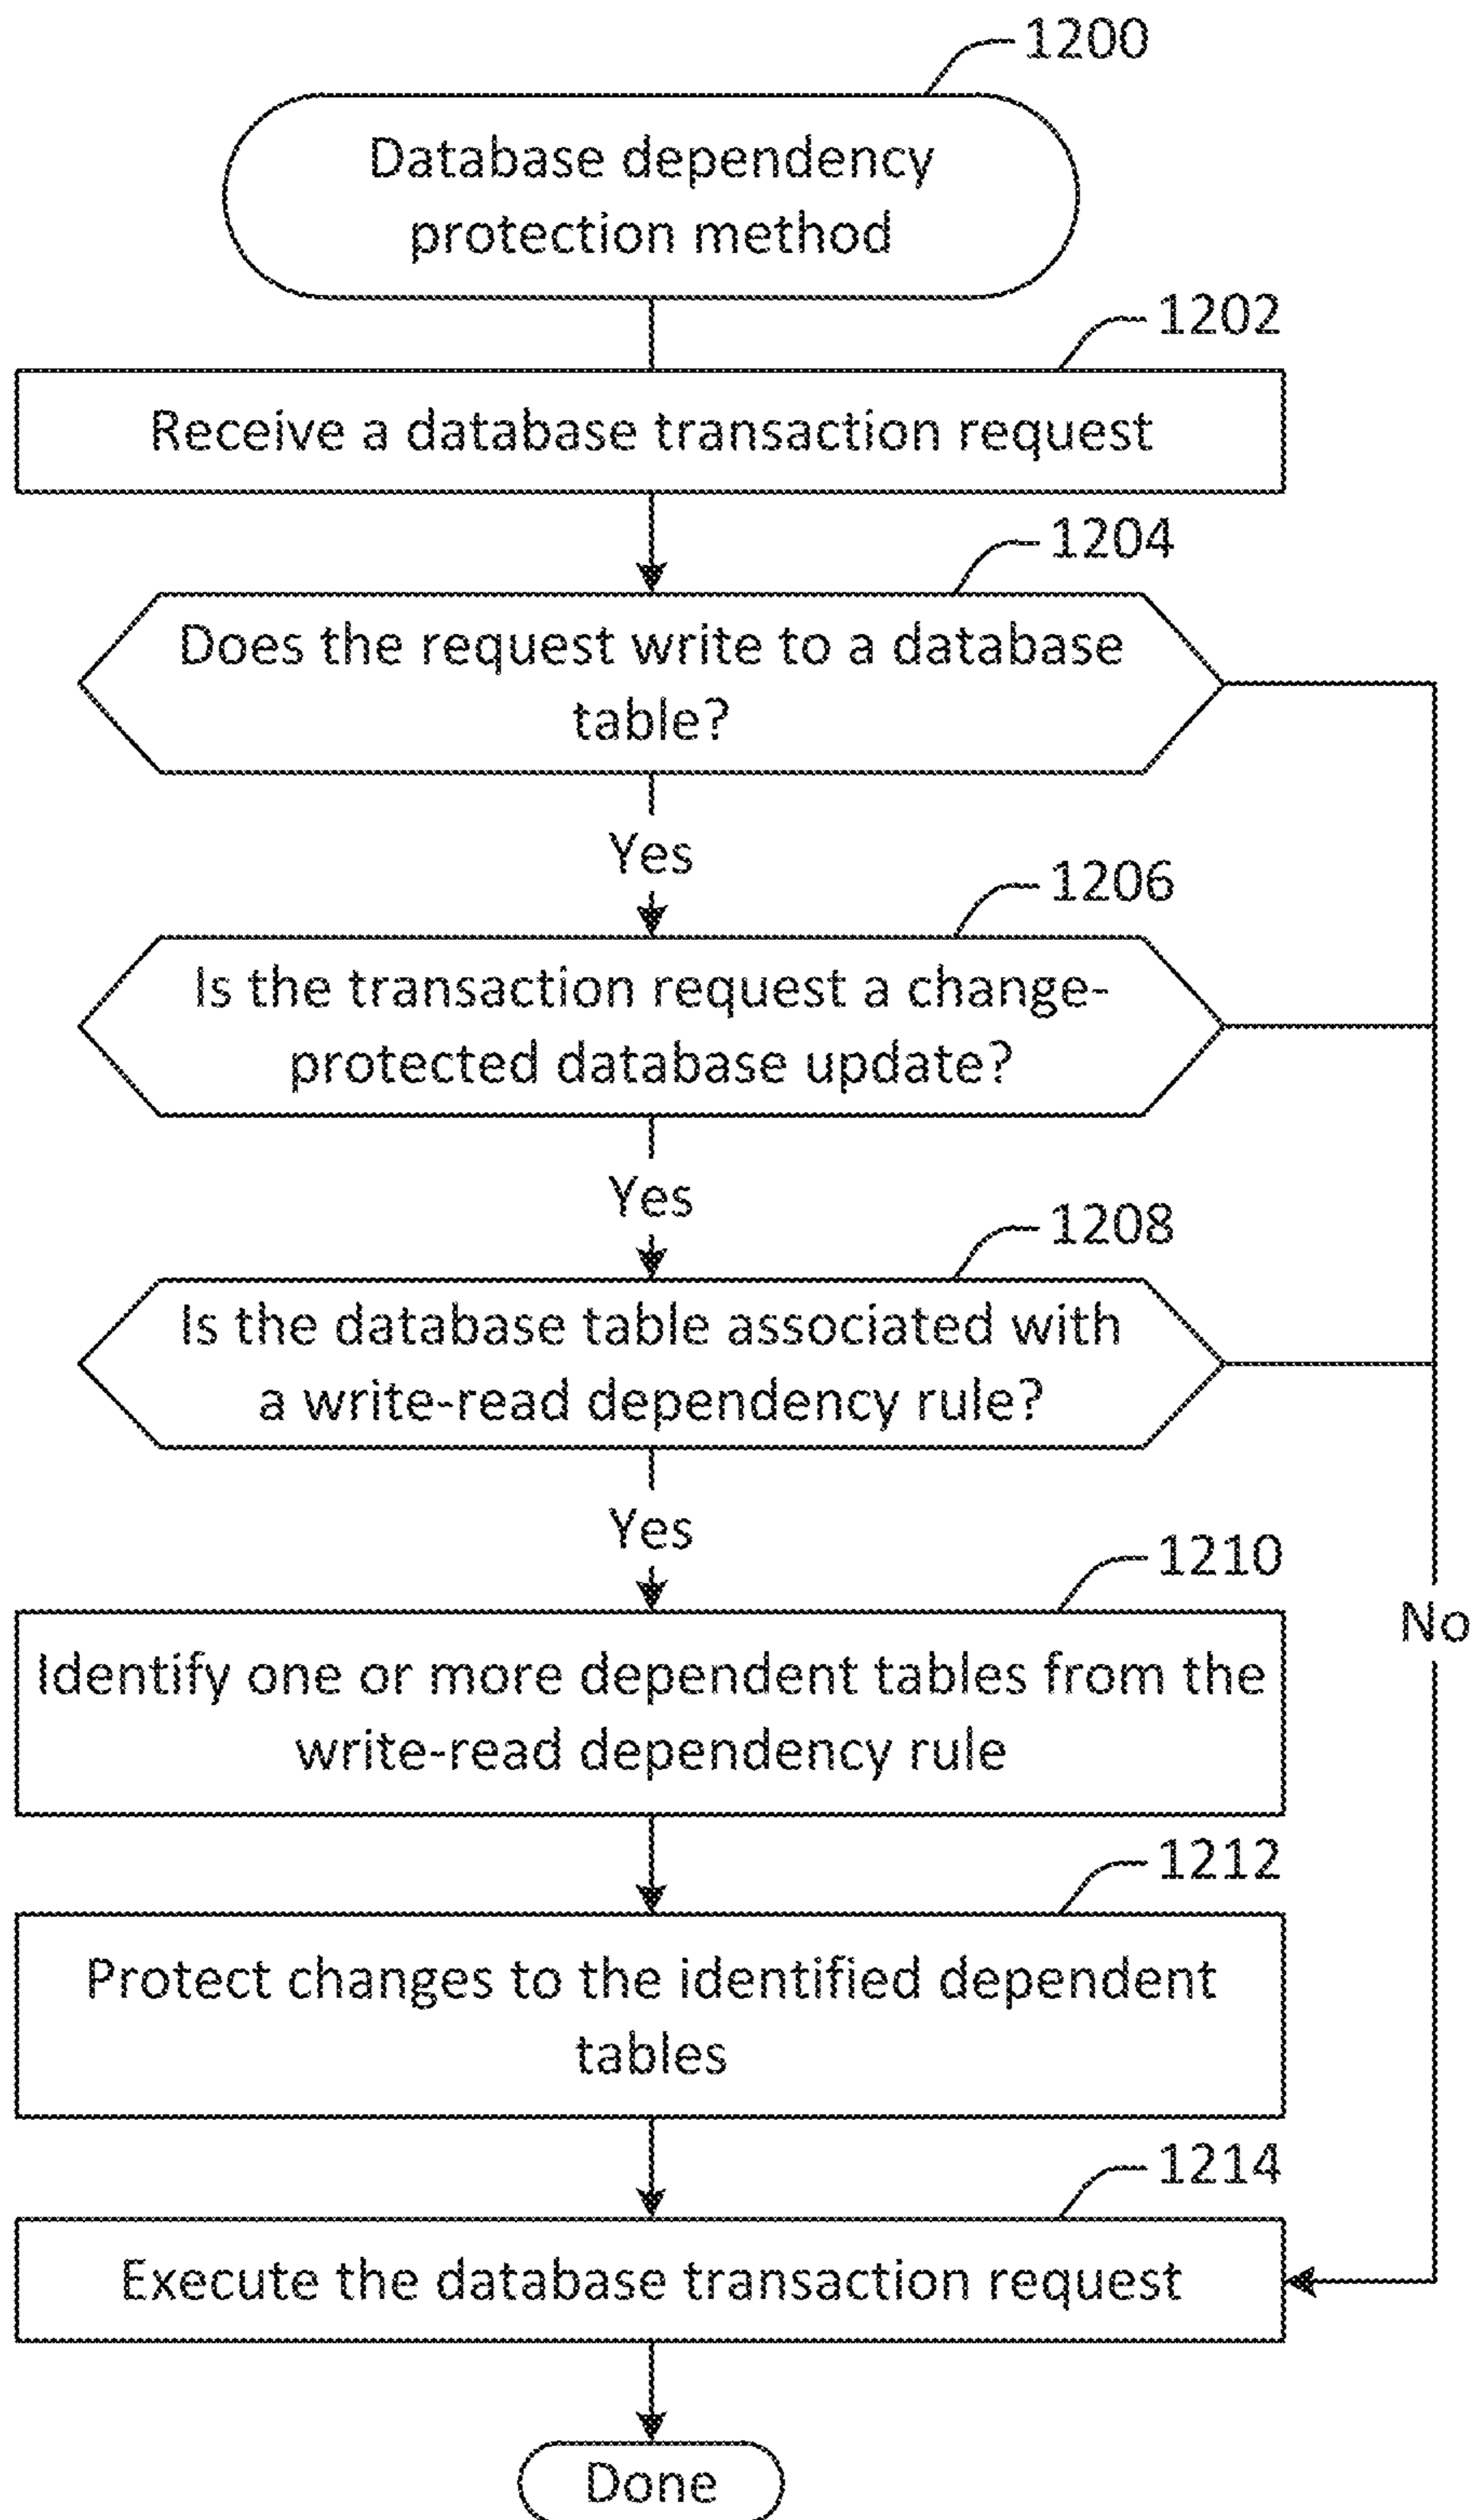 1200
Database dependency
protection method
1202
Receive a database transaction request
1204
Does the request write to a database
table?
Yes
1206
Is the transaction request a change-
protected database update?
Yes
1208
Is the database table associated with
a write-read dependency rule?
Yes
1210
No
Identify one or more dependent tables from the
write-read dependency rule
1212
Protect changes to the identified dependent
tables
1214
Execute the database transaction request
Done